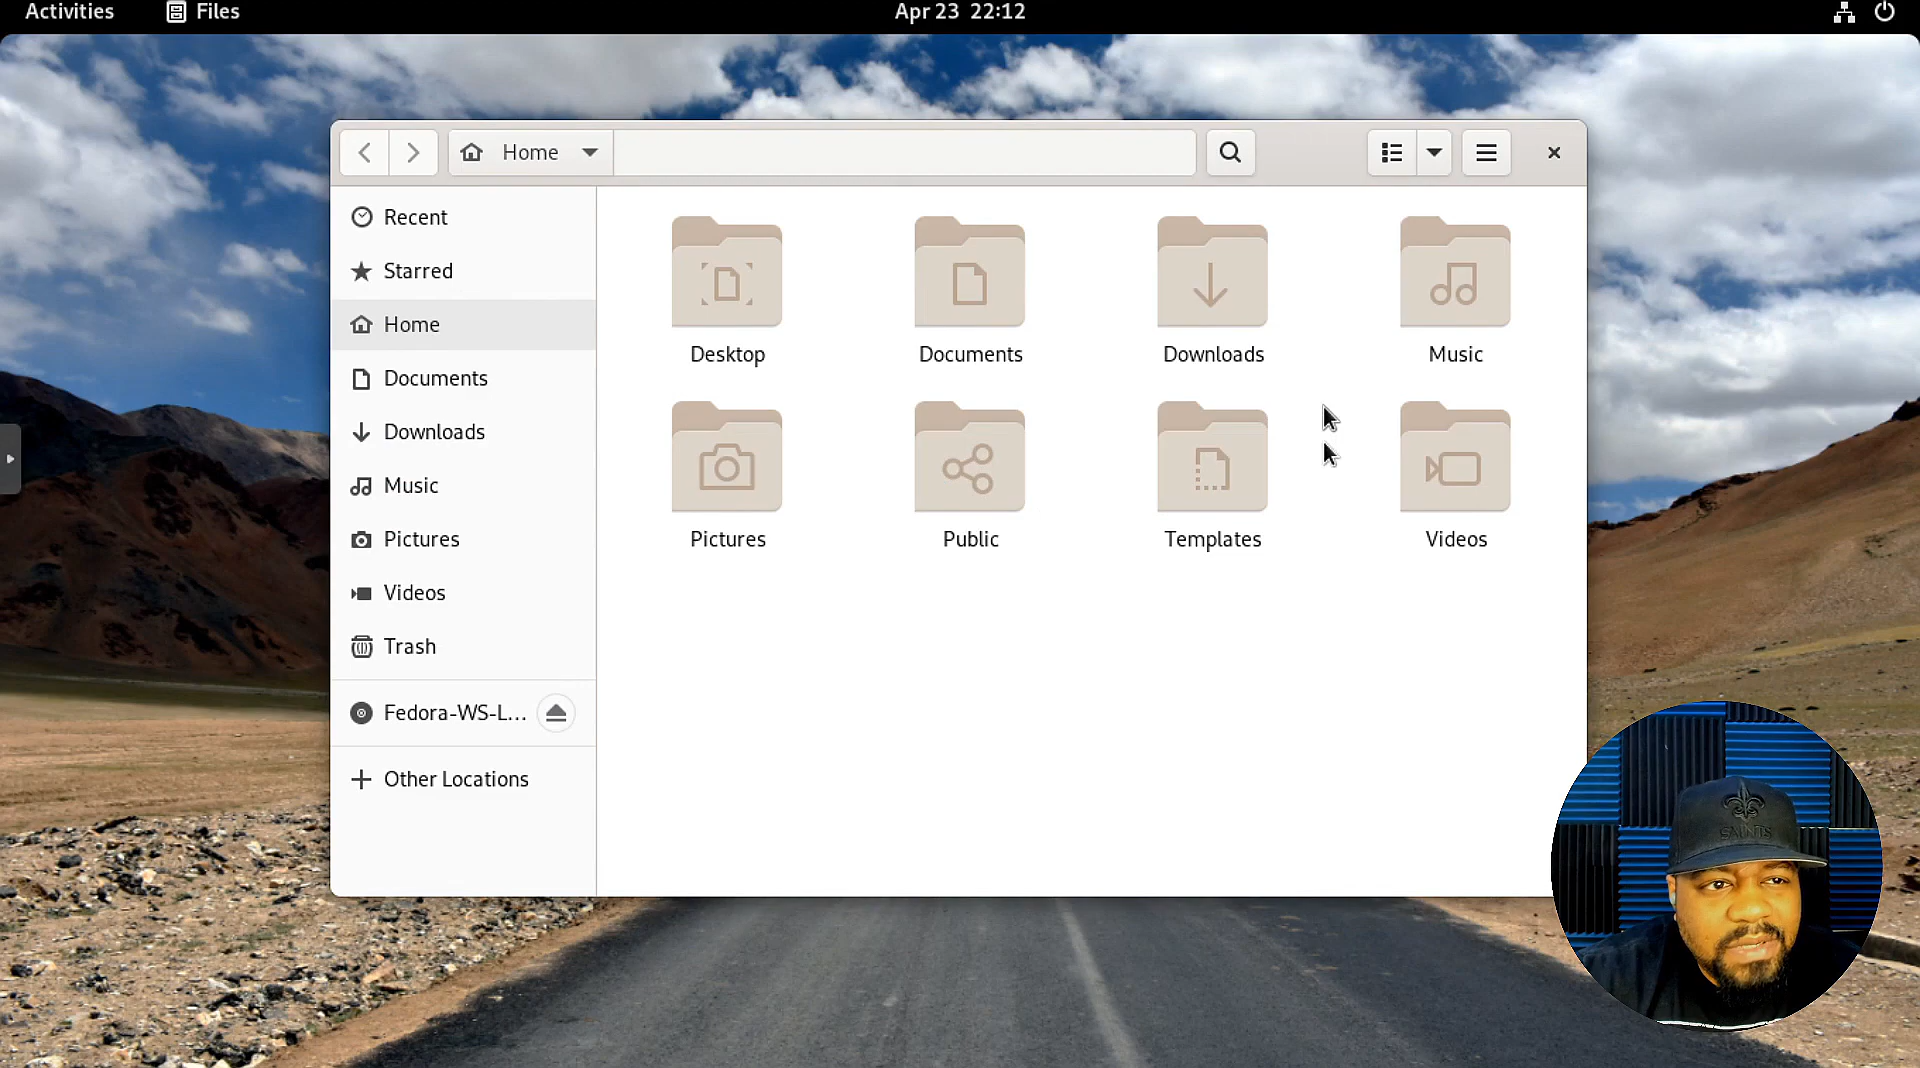 Activities Files Apr 23 22:12
Home
Recent
Starred
Home
Documents
Downloads
Music
Pictures
Videos
Trash
Fedora-WS-L...
Other Locations
Desktop Documents Downloads Music
Pictures Public Templates Videos
SAINTS